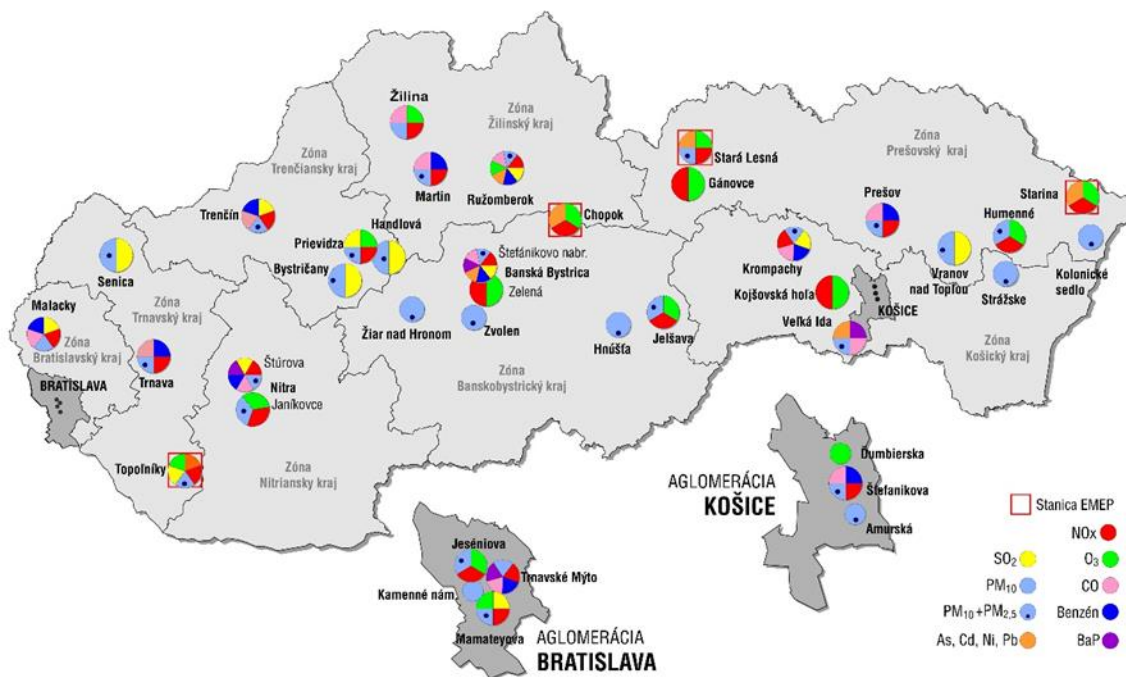 Žilina
Zóna
Žilinský kraj
Zóna
Prešovský kraj
Stará Lesná
Gánovce
Zóna
Trenčiansky kraj
Martin
Ružomberok
Prešov
Starina
Trenčín
Handlová
Chopok
Humenné
Prievidza
Štefánikovo nabr.
Krompachy
Senica
Bystričany
Banská Bystrica
Vranov
nad Topľou
Kolonické
sedlo
Malacky
Zóna
Trnavský kraj
Zelená
Kojšovská hoľa
KOŠICE
Strážske
Žiar nad Hronom
Zvolen
Hnúšťa
Jelšava
Veľká Ida
Zóna
Bratislavský kraj
Trnava
Štúrova
Nitra
Janíkovce
Zóna
Banskobystrický kraj
Zóna
Košický kraj
BRATISLAVA
Topoľníky
Zóna
Nitriansky kraj
AGLOMERÁCIA
KOŠICE
Ďumbierska
Štefanikova
Amurská
Jeséniova
Trnavské Mýto
Kamenné nám.
Mamateyova
AGLOMERÁCIA
BRATISLAVA
Stanica EMEP
NOx
SO2
O3
PM10
CO
PM10+PM2,5
Benzén
As, Cd, Ni, Pb
BaP